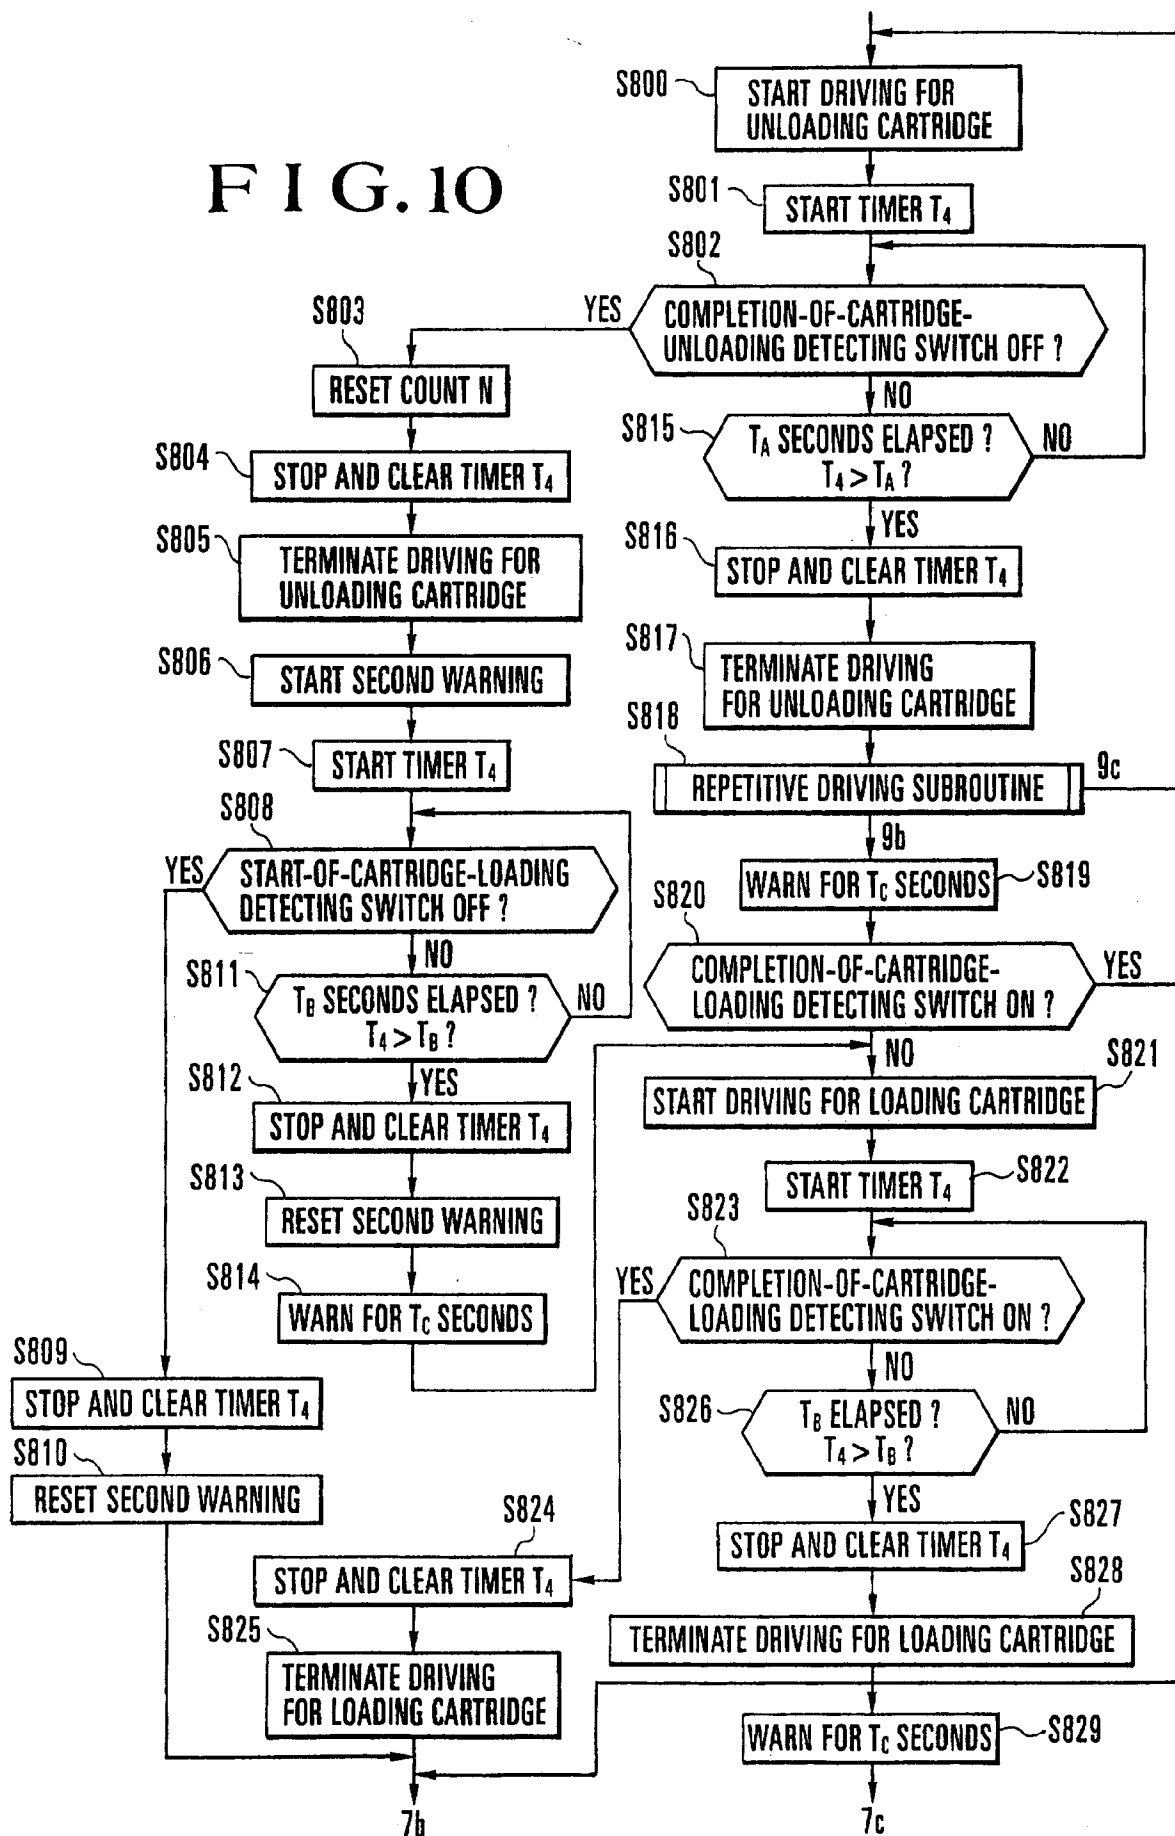 FIG. 10
S800
START DRIVING FOR
UNLOADING CARTRIDGE
S801
START TIMER T4
S802
COMPLETION-OF-CARTRIDGE-
UNLOADING DETECTING SWITCH OFF ?
YES
NO
S803
RESET COUNT N
S804
STOP AND CLEAR TIMER T4
S805
TERMINATE DRIVING FOR
UNLOADING CARTRIDGE
S806
START SECOND WARNING
S807
START TIMER T4
S808
YES
START-OF-CARTRIDGE-LOADING
DETECTING SWITCH OFF ?
NO
S811
TB SECONDS ELAPSED ?
T4 > TB ?
NO
YES
S812
STOP AND CLEAR TIMER T4
S813
RESET SECOND WARNING
S814
WARN FOR TC SECONDS
S809
STOP AND CLEAR TIMER T4
S810
RESET SECOND WARNING
S815
TA SECONDS ELAPSED ?
T4 > TA ?
NO
YES
S816
STOP AND CLEAR TIMER T4
S817
TERMINATE DRIVING
FOR UNLOADING CARTRIDGE
S818
REPETITIVE DRIVING SUBROUTINE
9c
9b
WARN FOR TC SECONDS
S819
S820
COMPLETION-OF-CARTRIDGE-
LOADING DETECTING SWITCH ON ?
YES
NO
S821
START DRIVING FOR LOADING CARTRIDGE
START TIMER T4
S822
S823
YES
COMPLETION-OF-CARTRIDGE-
LOADING DETECTING SWITCH ON ?
NO
S826
TB ELAPSED ?
T4 > TB ?
NO
YES
S827
STOP AND CLEAR TIMER T4
S828
TERMINATE DRIVING FOR LOADING CARTRIDGE
WARN FOR TC SECONDS
S829
7c
S824
STOP AND CLEAR TIMER T4
S825
TERMINATE DRIVING
FOR LOADING CARTRIDGE
7b